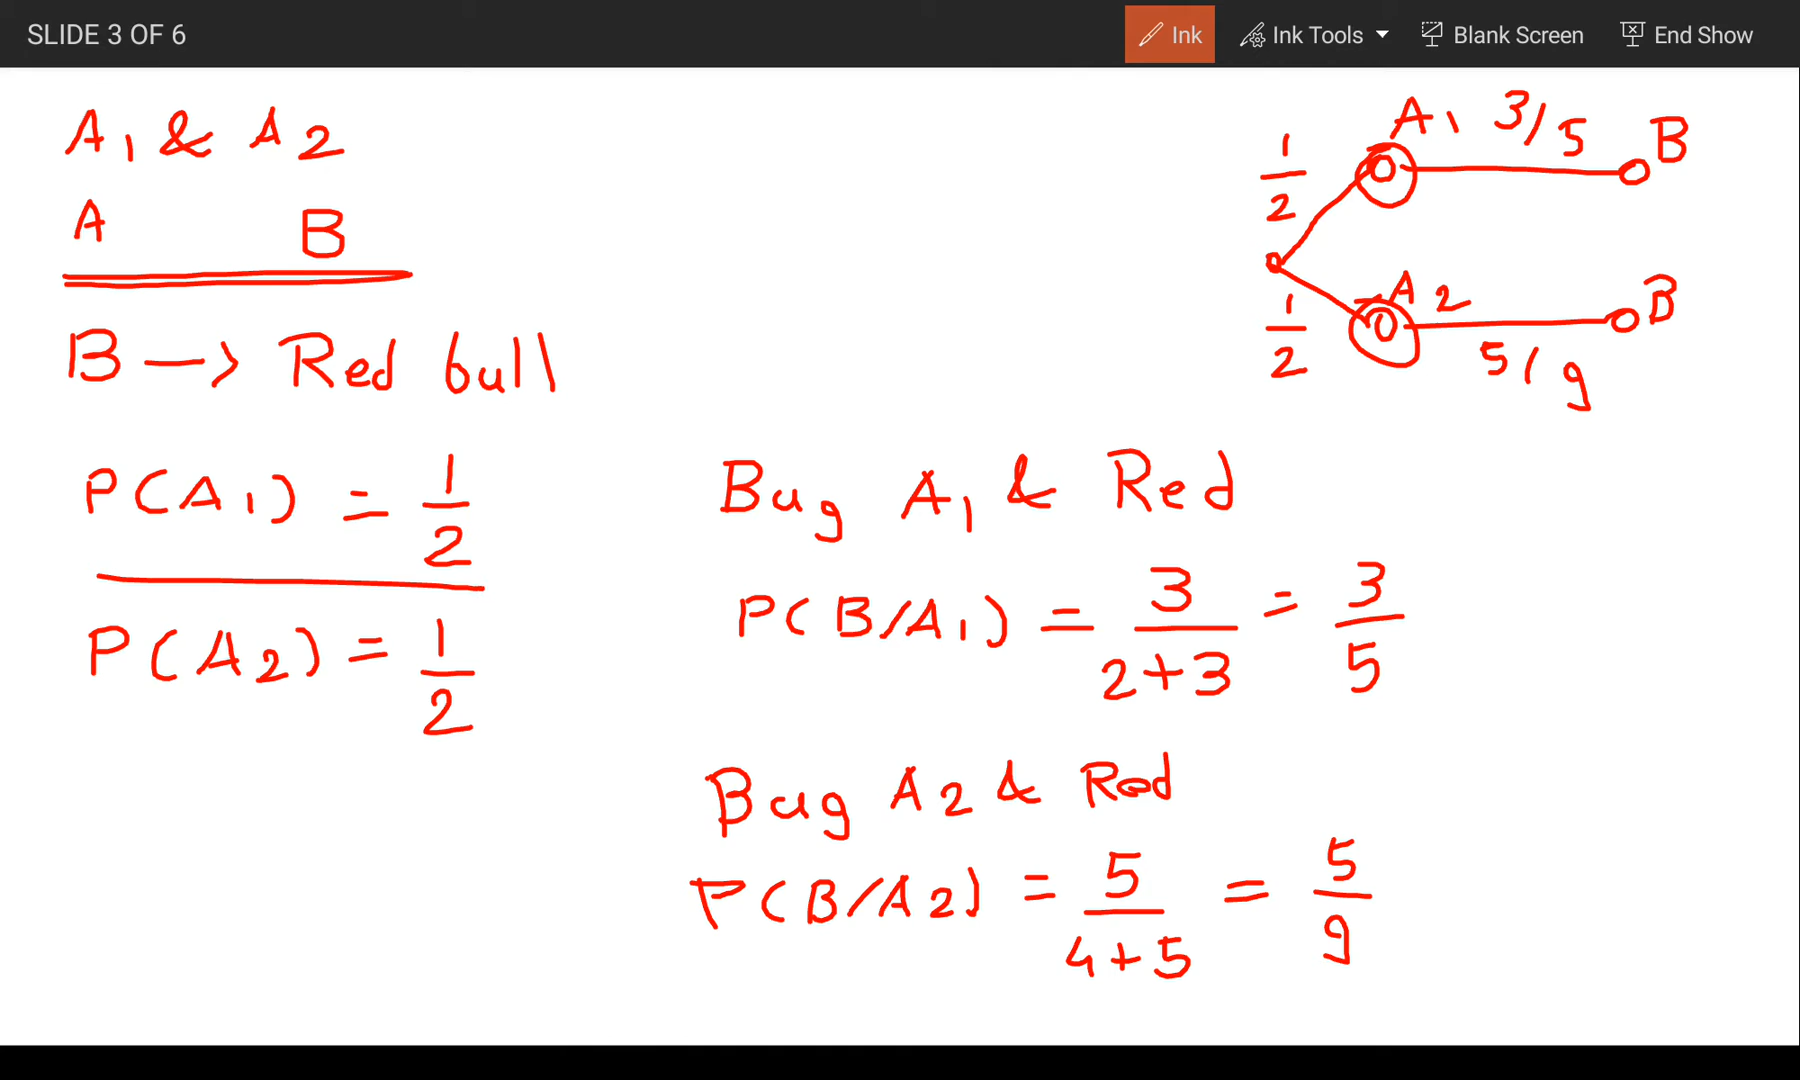 SLIDE 3 OF 6 Ink Ink Tools Blank Screen End Show
A1 & A2
A B
B → Red bull
P(A1) = 1/2
P(A2) = 1/2
1/2 A1 3/5 B
1/2 A2 5/9 B
Bag A1 & Red
P(B/A1) = 3/(2+3) = 3/5
Bag A2 & Red
P(B/A2) = 5/(4+5) = 5/9